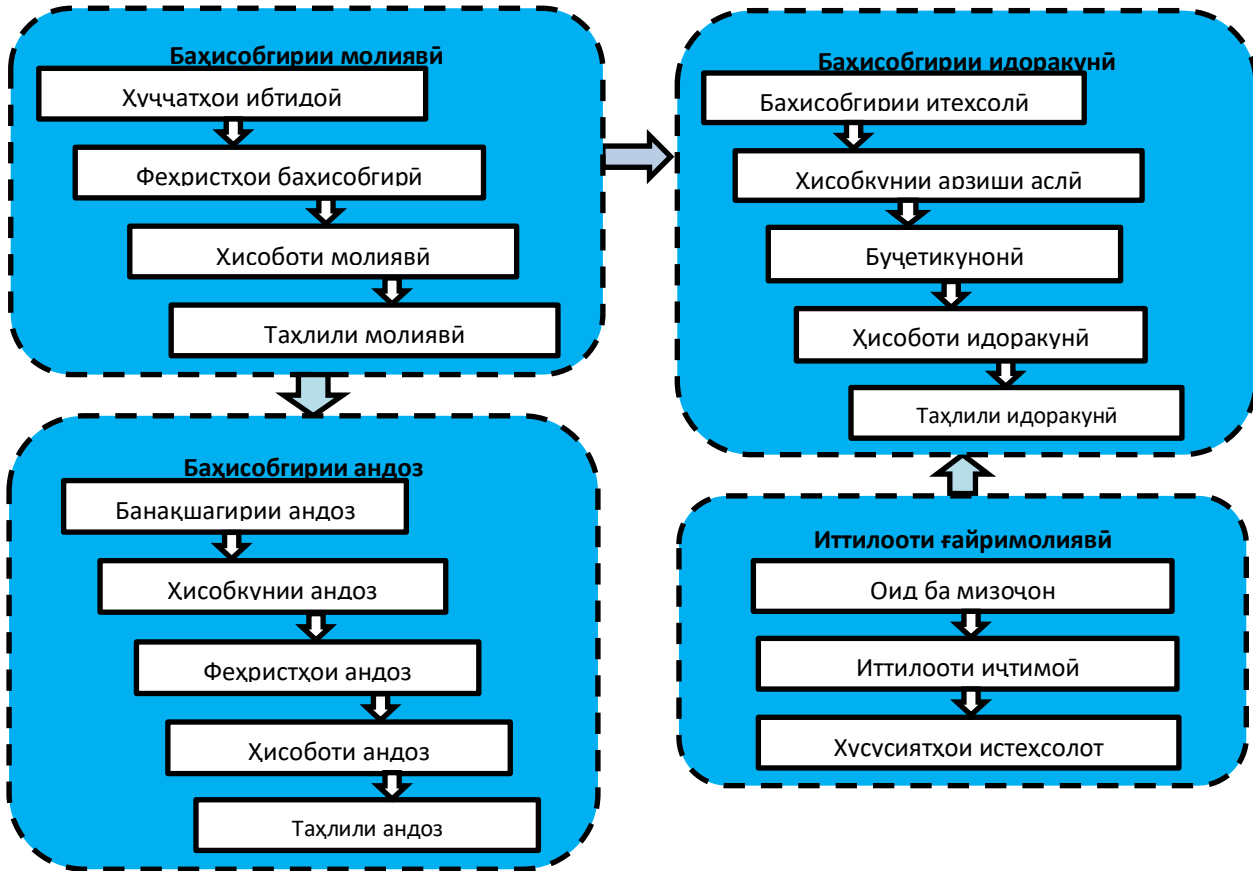 Баҳисобгирии молиявӣ
Ҳуҷҷатҳои ибтидоӣ
Феҳристҳои баҳисобгирӣ
Ҳисоботи молиявӣ
Таҳлили молиявӣ
Баҳисобгирии идоракунӣ
Баҳисобгирии итеҳсолӣ
Ҳисобкунии арзиши аслӣ
Буҷетикунонӣ
Ҳисоботи идоракунӣ
Таҳлили идоракунӣ
Баҳисобгирии андоз
Банақшагирии андоз
Ҳисобкунии андоз
Феҳристҳои андоз
Ҳисоботи андоз
Таҳлили андоз
Иттилооти ғайримолиявӣ
Оид ба мизоҷон
Иттилооти иҷтимоӣ
Хусусиятҳои истеҳсолот